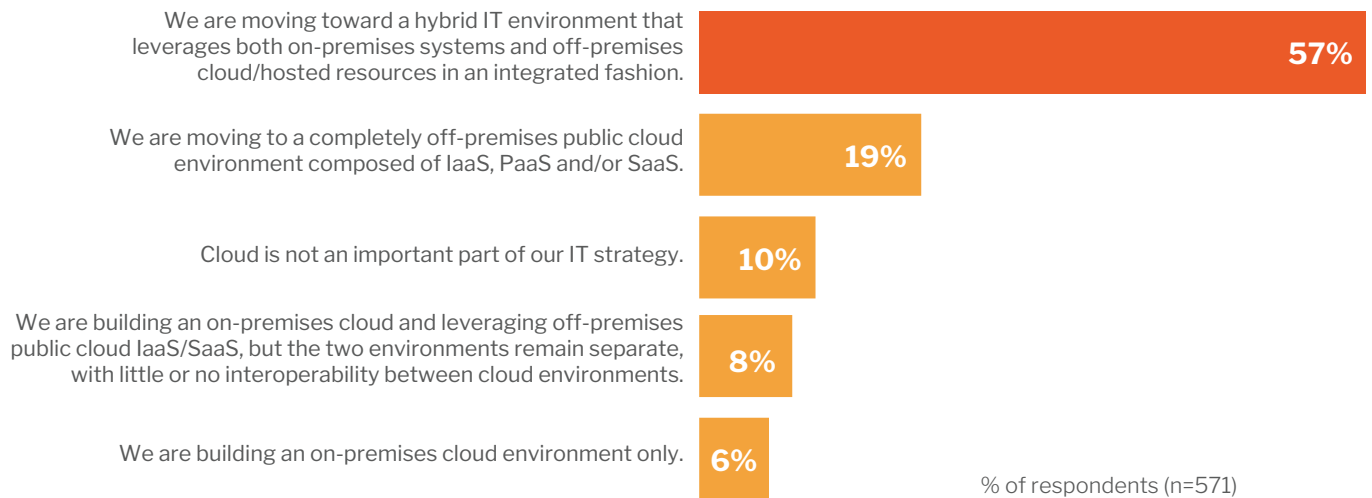 We are moving toward a hybrid IT environment that
leverages both on-premises systems and off-premises
cloud/hosted resources in an integrated fashion.
57%
We are moving to a completely off-premises public cloud
environment composed of IaaS, PaaS and/or SaaS.
19%
Cloud is not an important part of our IT strategy.
10%
We are building an on-premises cloud and leveraging off-premises
public cloud IaaS/SaaS, but the two environments remain separate,
with little or no interoperability between cloud environments.
8%
We are building an on-premises cloud environment only.
6%
% of respondents (n=571)